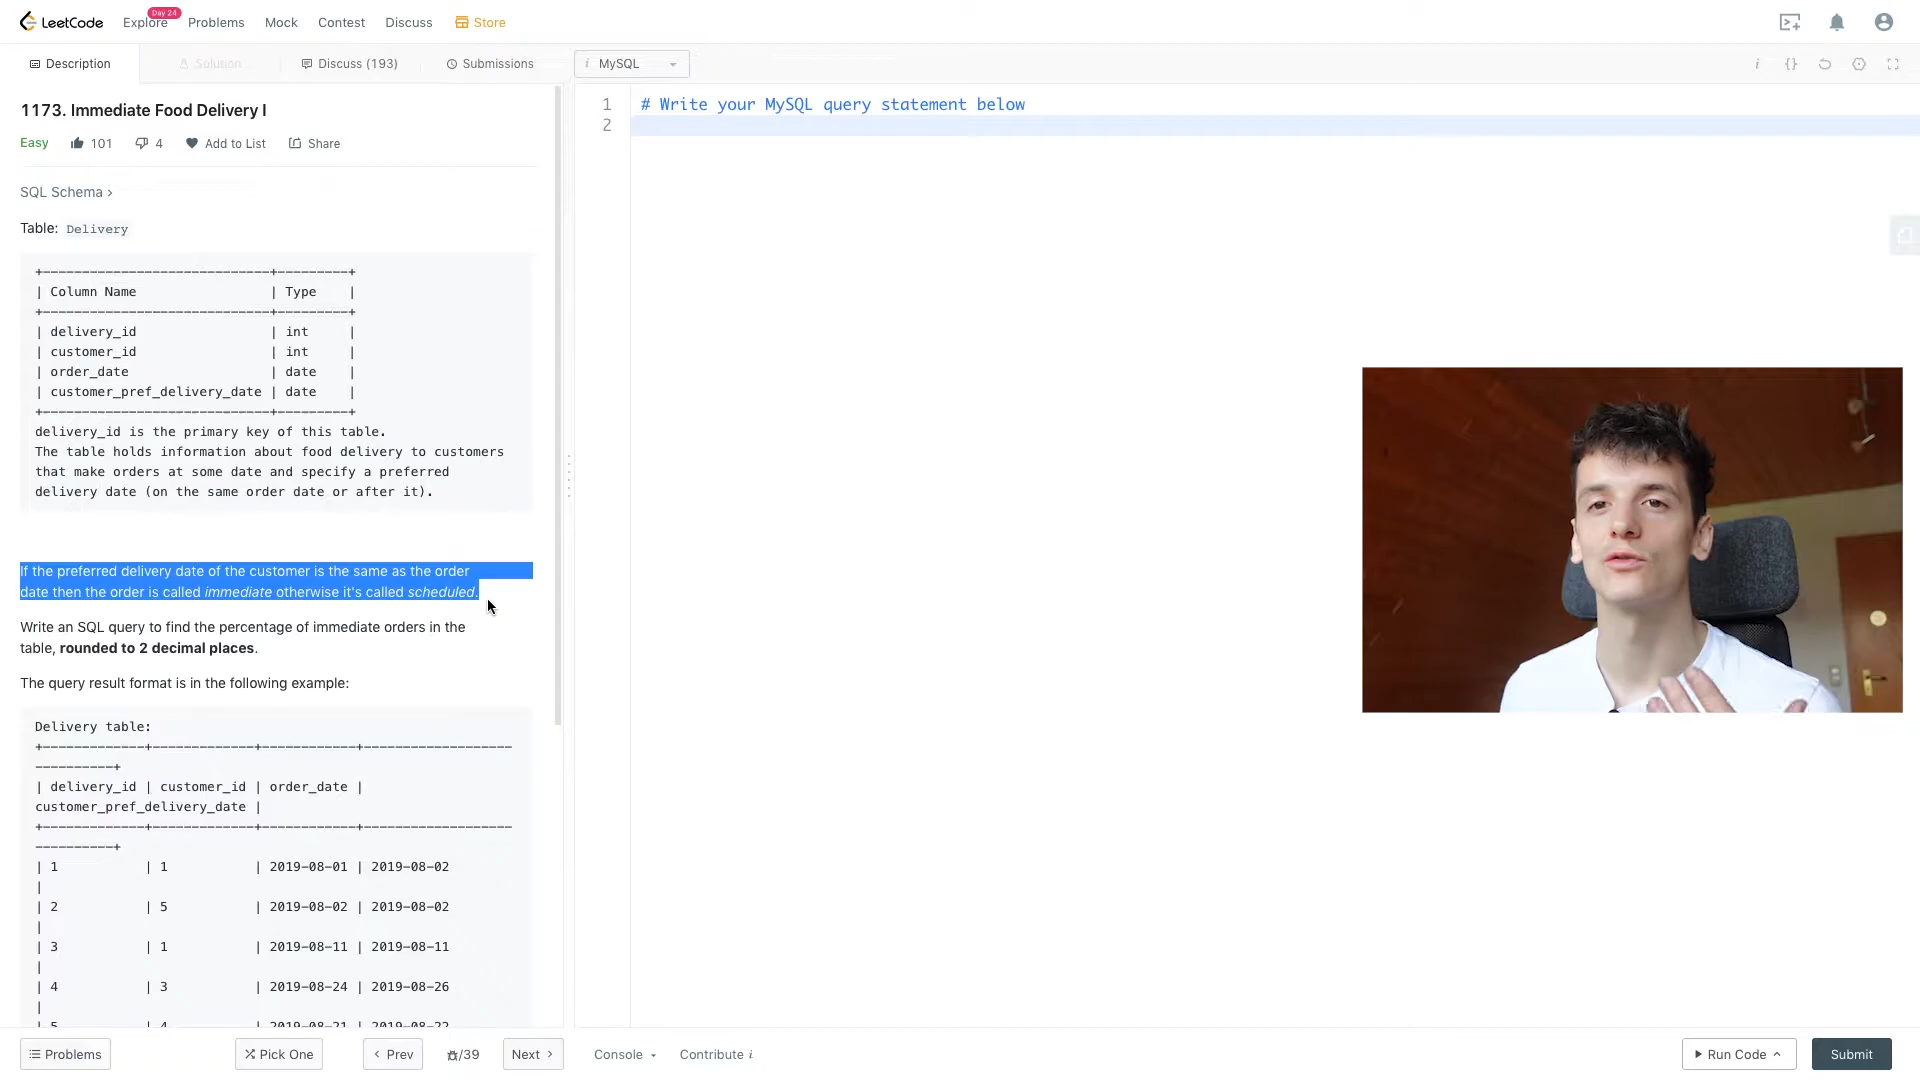 LeetCode
Explore
Day 24
Problems
Mock
Contest
Discuss
Store
Description
Solution
Discuss (193)
Submissions
i MySQL
i
{}
1173. Immediate Food Delivery I
Easy
101
4
Add to List
Share
SQL Schema ›
Table: Delivery
+------------------------------+---------+
| Column Name | Type |
+------------------------------+---------+
| delivery_id | int |
| customer_id | int |
| order_date | date |
| customer_pref_delivery_date | date |
+------------------------------+---------+
delivery_id is the primary key of this table.
The table holds information about food delivery to customers
that make orders at some date and specify a preferred
delivery date (on the same order date or after it).
If the preferred delivery date of the customer is the same as the order
date then the order is called immediate otherwise it's called scheduled.
Write an SQL query to find the percentage of immediate orders in the
table, rounded to 2 decimal places.
The query result format is in the following example:
Delivery table:
+-------------+-------------+------------+-------------------
----------+
| delivery_id | customer_id | order_date |
customer_pref_delivery_date |
+-------------+-------------+------------+-------------------
----------+
| 1 | 1 | 2019-08-01 | 2019-08-02
|
| 2 | 5 | 2019-08-02 | 2019-08-02
|
| 3 | 1 | 2019-08-11 | 2019-08-11
|
| 4 | 3 | 2019-08-24 | 2019-08-26
|
| 5 | 4 | 2019-08-21 | 2019-08-22
1 # Write your MySQL query statement below
2
Problems
Pick One
‹ Prev
/39
Next ›
Console
Contribute i
Run Code
Submit